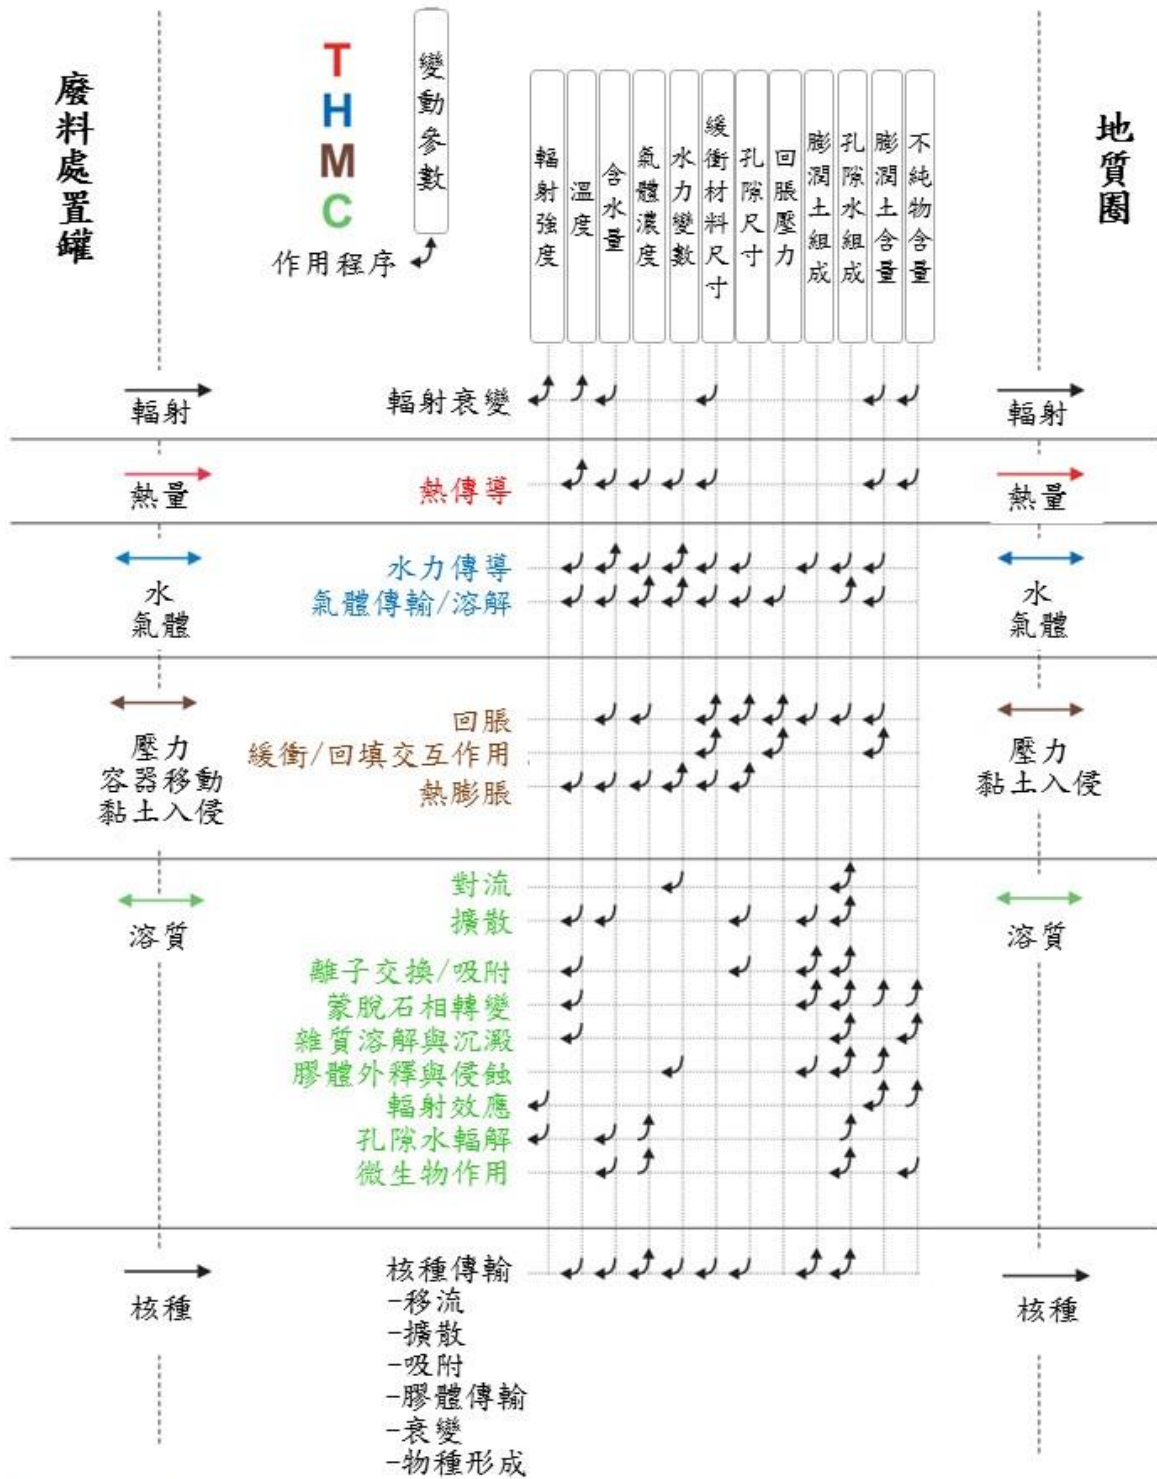 廢料處置罐
T
H
M
C
變動參數
作用程序
輻射強度
溫度
含水量
氣體濃度
水力變數
緩衝材料尺寸
孔隙尺寸
回脹壓力
膨潤土組成
孔隙水組成
膨潤土含量
不純物含量
地質圈
輻射
輻射衰變
輻射
熱量
熱傳導
熱量
水
氣體
水力傳導
氣體傳輸/溶解
水
氣體
壓力
容器移動
黏土入侵
回脹
緩衝/回填交互作用
熱膨脹
壓力
黏土入侵
溶質
對流
擴散
離子交換/吸附
蒙脫石相轉變
雜質溶解與沉澱
膠體外釋與侵蝕
輻射效應
孔隙水輻解
微生物作用
溶質
核種
核種傳輸
-移流
-擴散
-吸附
-膠體傳輸
-衰變
-物種形成
核種